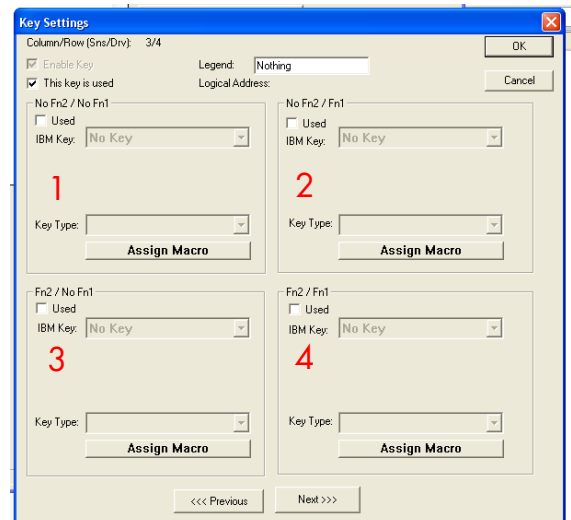 Key Settings
Column/Row (Sns/Drv): 3/4
OK
Enable Key
Legend: Nothing
This key is used
Logical Address:
Cancel
No Fn2 / No Fn1
No Fn2 / Fn1
Used
Used
IBM Key: No Key
IBM Key: No Key
1
2
Key Type:
Key Type:
Assign Macro
Assign Macro
Fn2 / No Fn1
Fn2 / Fn1
Used
Used
IBM Key: No Key
IBM Key: No Key
3
4
Key Type:
Key Type:
Assign Macro
Assign Macro
<<< Previous
Next >>>